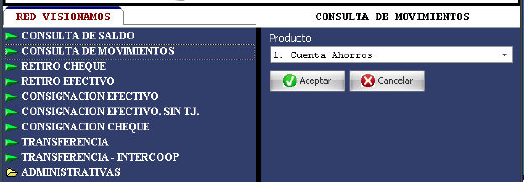 RED VISIONAMOS
CONSULTA DE SALDO
CONSULTA DE MOVIMIENTOS
RETIRO CHEQUE
RETIRO EFECTIVO
CONSIGNACION EFECTIVO
CONSIGNACION EFECTIVO. SIN TJ.
CONSIGNACION CHEQUE
TRANSFERENCIA
TRANSFERENCIA - INTERCOOP
ADMINISTRATIVAS
CONSULTA DE MOVIMIENTOS
Producto
1. Cuenta Ahorros
Aceptar Cancelar